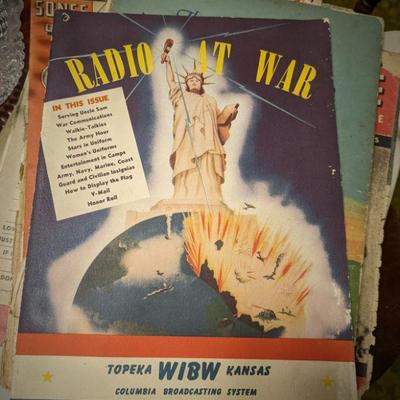 SONGS
RADIO AT WAR
IN THIS ISSUE
Serving Uncle Sam
War Communications
Walkie-Talkies
The Army Hour
Stars in Uniform
Women's Uniforms
Entertainment in Camps
Army, Navy, Marine, Coast
Guard and Civilian Insignias
How to Display the Flag
V-Mail
Honor Roll
TOPEKA WIBW KANSAS
COLUMBIA BROADCASTING SYSTEM